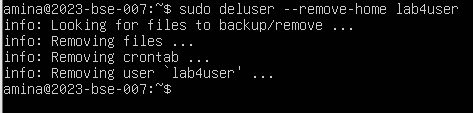 amina@2023-bse-007:~$ sudo deluser --remove-home lab4user
info: Looking for files to backup/remove ...
info: Removing files ...
info: Removing crontab ...
info: Removing user `lab4user' ...
amina@2023-bse-007:~$